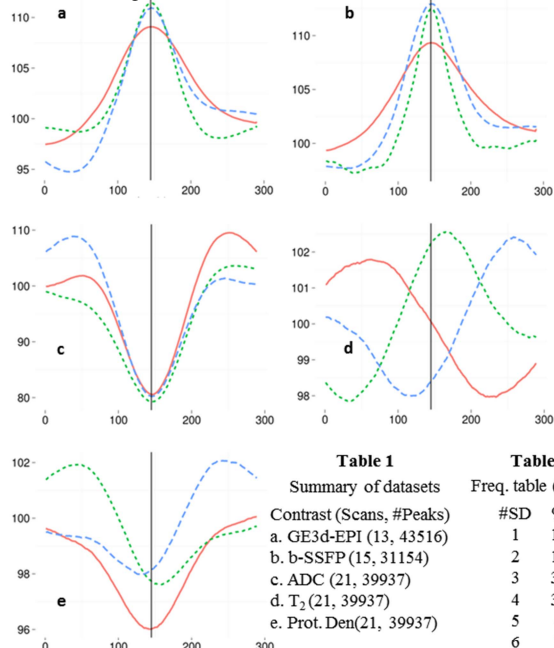 a
110
105
100
95
0
100
200
300
b
110
105
100
0
100
200
300
c
110
100
90
80
0
100
200
300
d
102
101
100
99
98
0
100
200
300
e
102
100
98
96
0
100
200
300
Table 1
Summary of datasets
Contrast (Scans, #Peaks)
a. GE3d-EPI (13, 43516)
b. b-SSFP (15, 31154)
c. ADC (21, 39937)
d. T₂ (21, 39937)
e. Prot. Den(21, 39937)
Table
Freq. table (
#SD
1
2
3
4
5
6